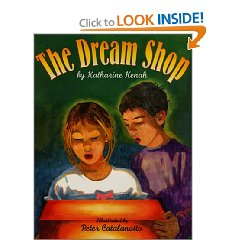 Click to LOOK INSIDE!
The Dream Shop
by Katharine Kenah
Illustrated by
Peter Catalanotto